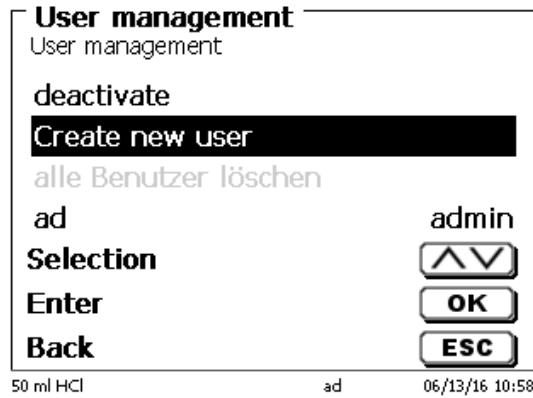 User management
User management
deactivate
Create new user
alle Benutzer löschen
ad admin
Selection
Enter OK
Back ESC
50 ml HCl ad 06/13/16 10:58